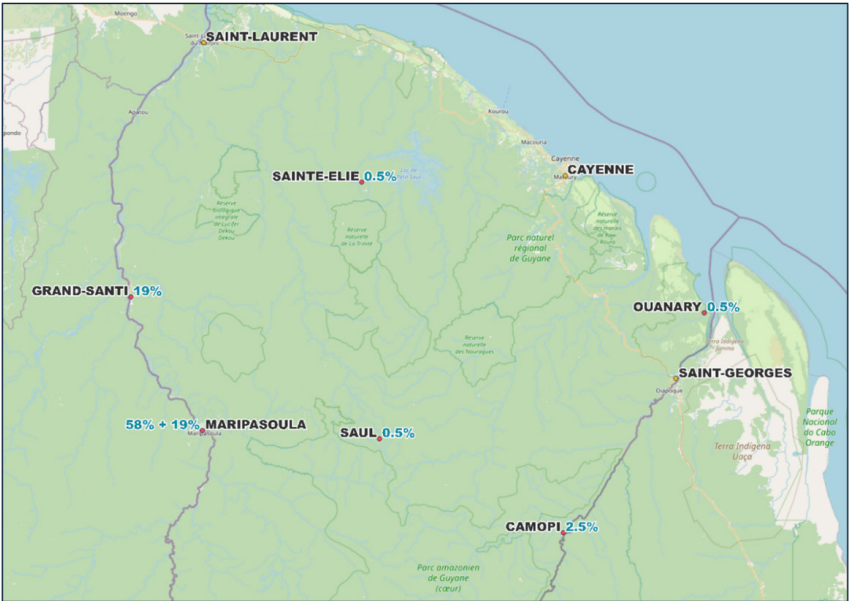 Moengo
SAINT-LAURENT
Apatou
Kourou
Macouria
Cayenne
CAYENNE
Matoury
SAINTE-ELIE 0.5%
Réserve
naturelle
de La Trinité
Parc naturel
régional
de Guyane
GRAND-SANTI 19%
OUANARY 0.5%
Réserve
naturelle
des Nouragues
SAINT-GEORGES
Oiapoque
58% + 19% MARIPASOULA
Maripasoula
SAUL 0.5%
Parque
Nacional
do Cabo
Orange
Terra Indígena
Uaçá
CAMOPI 2.5%
Parc amazonien
de Guyane
(cœur)